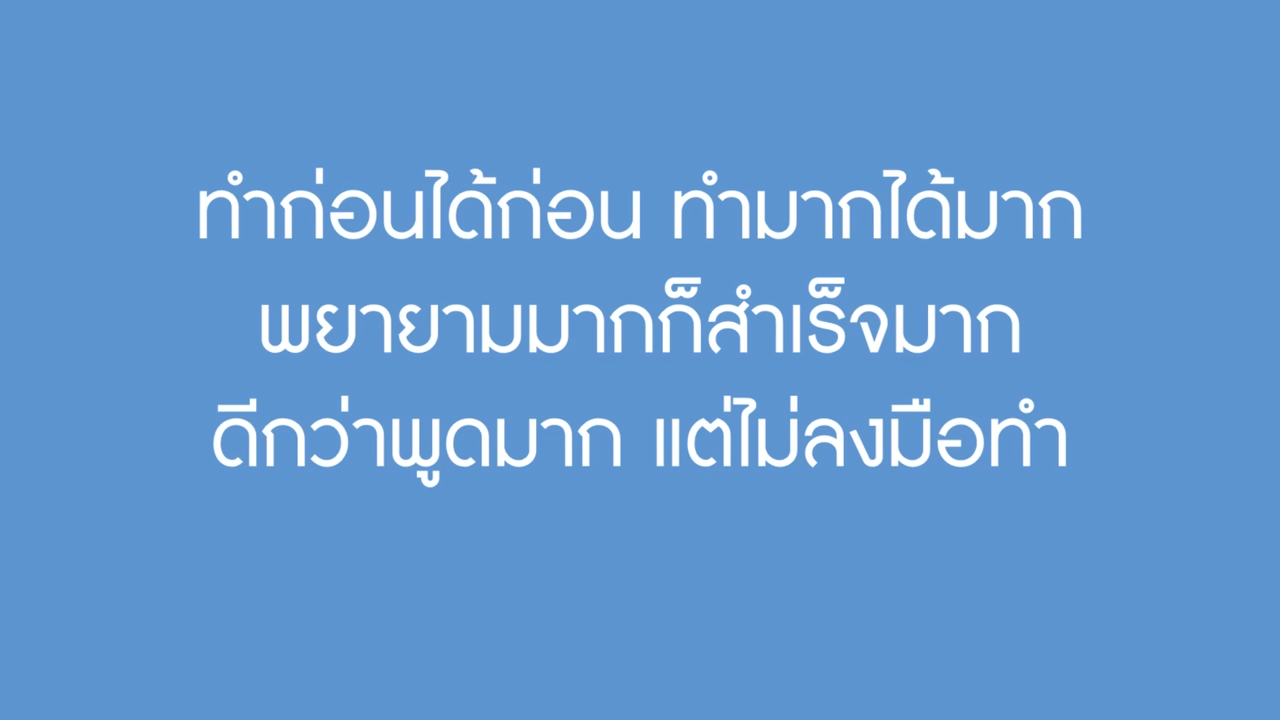 ทำก่อนได้ก่อน ทำมากได้มาก
พยายามมากก็สำเร็จมาก
ดีกว่าพูดมาก แต่ไม่ลงมือทำ